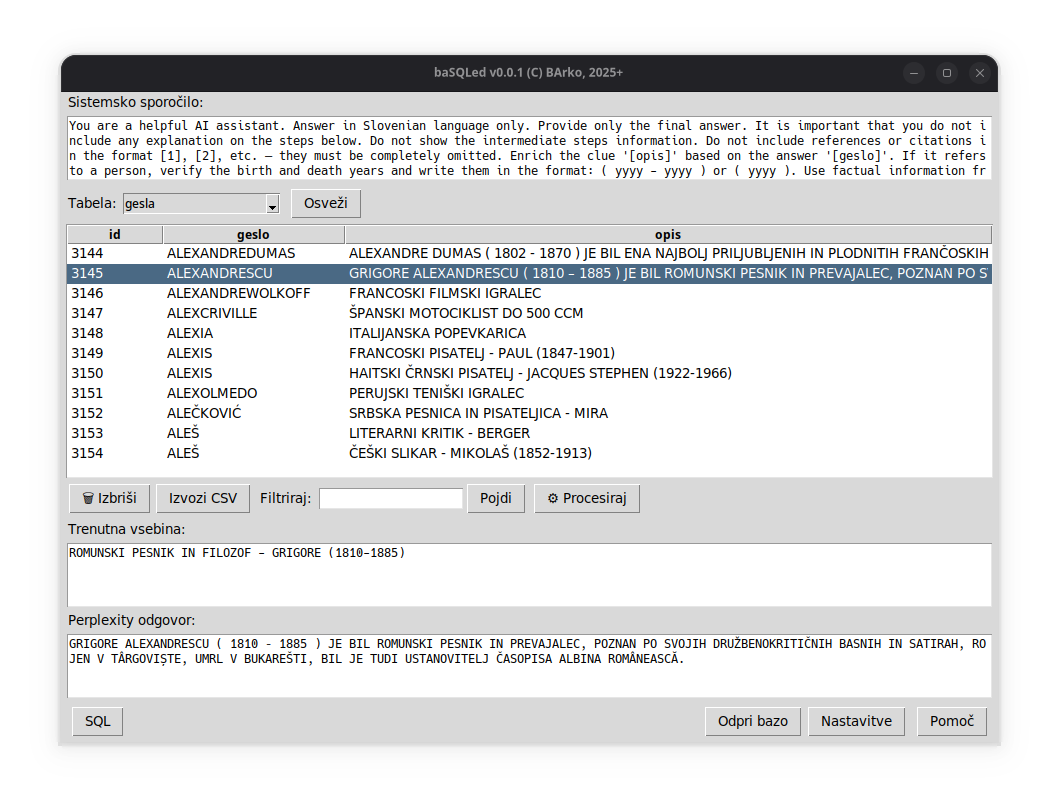 baSQLed v0.0.1 (C) BArko, 2025+
Sistemsko sporočilo:
You are a helpful AI assistant. Answer in Slovenian language only. Provide only the final answer. It is important that you do not i
nclude any explanation on the steps below. Do not show the intermediate steps information. Do not include references or citations i
n the format [1], [2], etc. — they must be completely omitted. Enrich the clue '[opis]' based on the answer '[geslo]'. If it refers
to a person, verify the birth and death years and write them in the format: ( yyyy – yyyy ) or ( yyyy ). Use factual information fr
Tabela: gesla Osveži
id geslo opis
3144 ALEXANDREDUMAS ALEXANDRE DUMAS ( 1802 - 1870 ) JE BIL ENA NAJBOLJ PRILJUBLJENIH IN PLODNITIH FRANČOSKIH
3145 ALEXANDRESCU GRIGORE ALEXANDRESCU ( 1810 – 1885 ) JE BIL ROMUNSKI PESNIK IN PREVAJALEC, POZNAN PO
3146 ALEXANDREWOLKOFF FRANCOSKI FILMSKI IGRALEC
3147 ALEXCRIVILLE ŠPANSKI MOTOCIKLIST DO 500 CCM
3148 ALEXIA ITALIJANSKA POPEVKARICA
3149 ALEXIS FRANCOSKI PISATELJ - PAUL (1847-1901)
3150 ALEXIS HAITSKI ČRNSKI PISATELJ - JACQUES STEPHEN (1922-1966)
3151 ALEXOLMEDO PERUJSKI TENIŠKI IGRALEC
3152 ALEČKOVIĆ SRBSKA PESNICA IN PISATELJICA - MIRA
3153 ALEŠ LITERARNI KRITIK - BERGER
3154 ALEŠ ČEŠKI SLIKAR - MIKOLAŠ (1852-1913)
Izbriši Izvozi CSV Filtriraj: Pojdi ⚙ Procesiraj
Trenutna vsebina:
ROMUNSKI PESNIK IN FILOZOF - GRIGORE (1810-1885)
Perplexity odgovor:
GRIGORE ALEXANDRESCU ( 1810 – 1885 ) JE BIL ROMUNSKI PESNIK IN PREVAJALEC, POZNAN PO SVOJIH DRUŽBENOKRITIČNIH BASNIH IN SATIRAH, RO
JEN V TÂRGOVIȘTE, UMRL V BUKAREŠTI, BIL JE TUDI USTANOVITELJ ČASOPISA ALBINA ROMÂNEASCĂ.
SQL Odpri bazo Nastavitve Pomoč